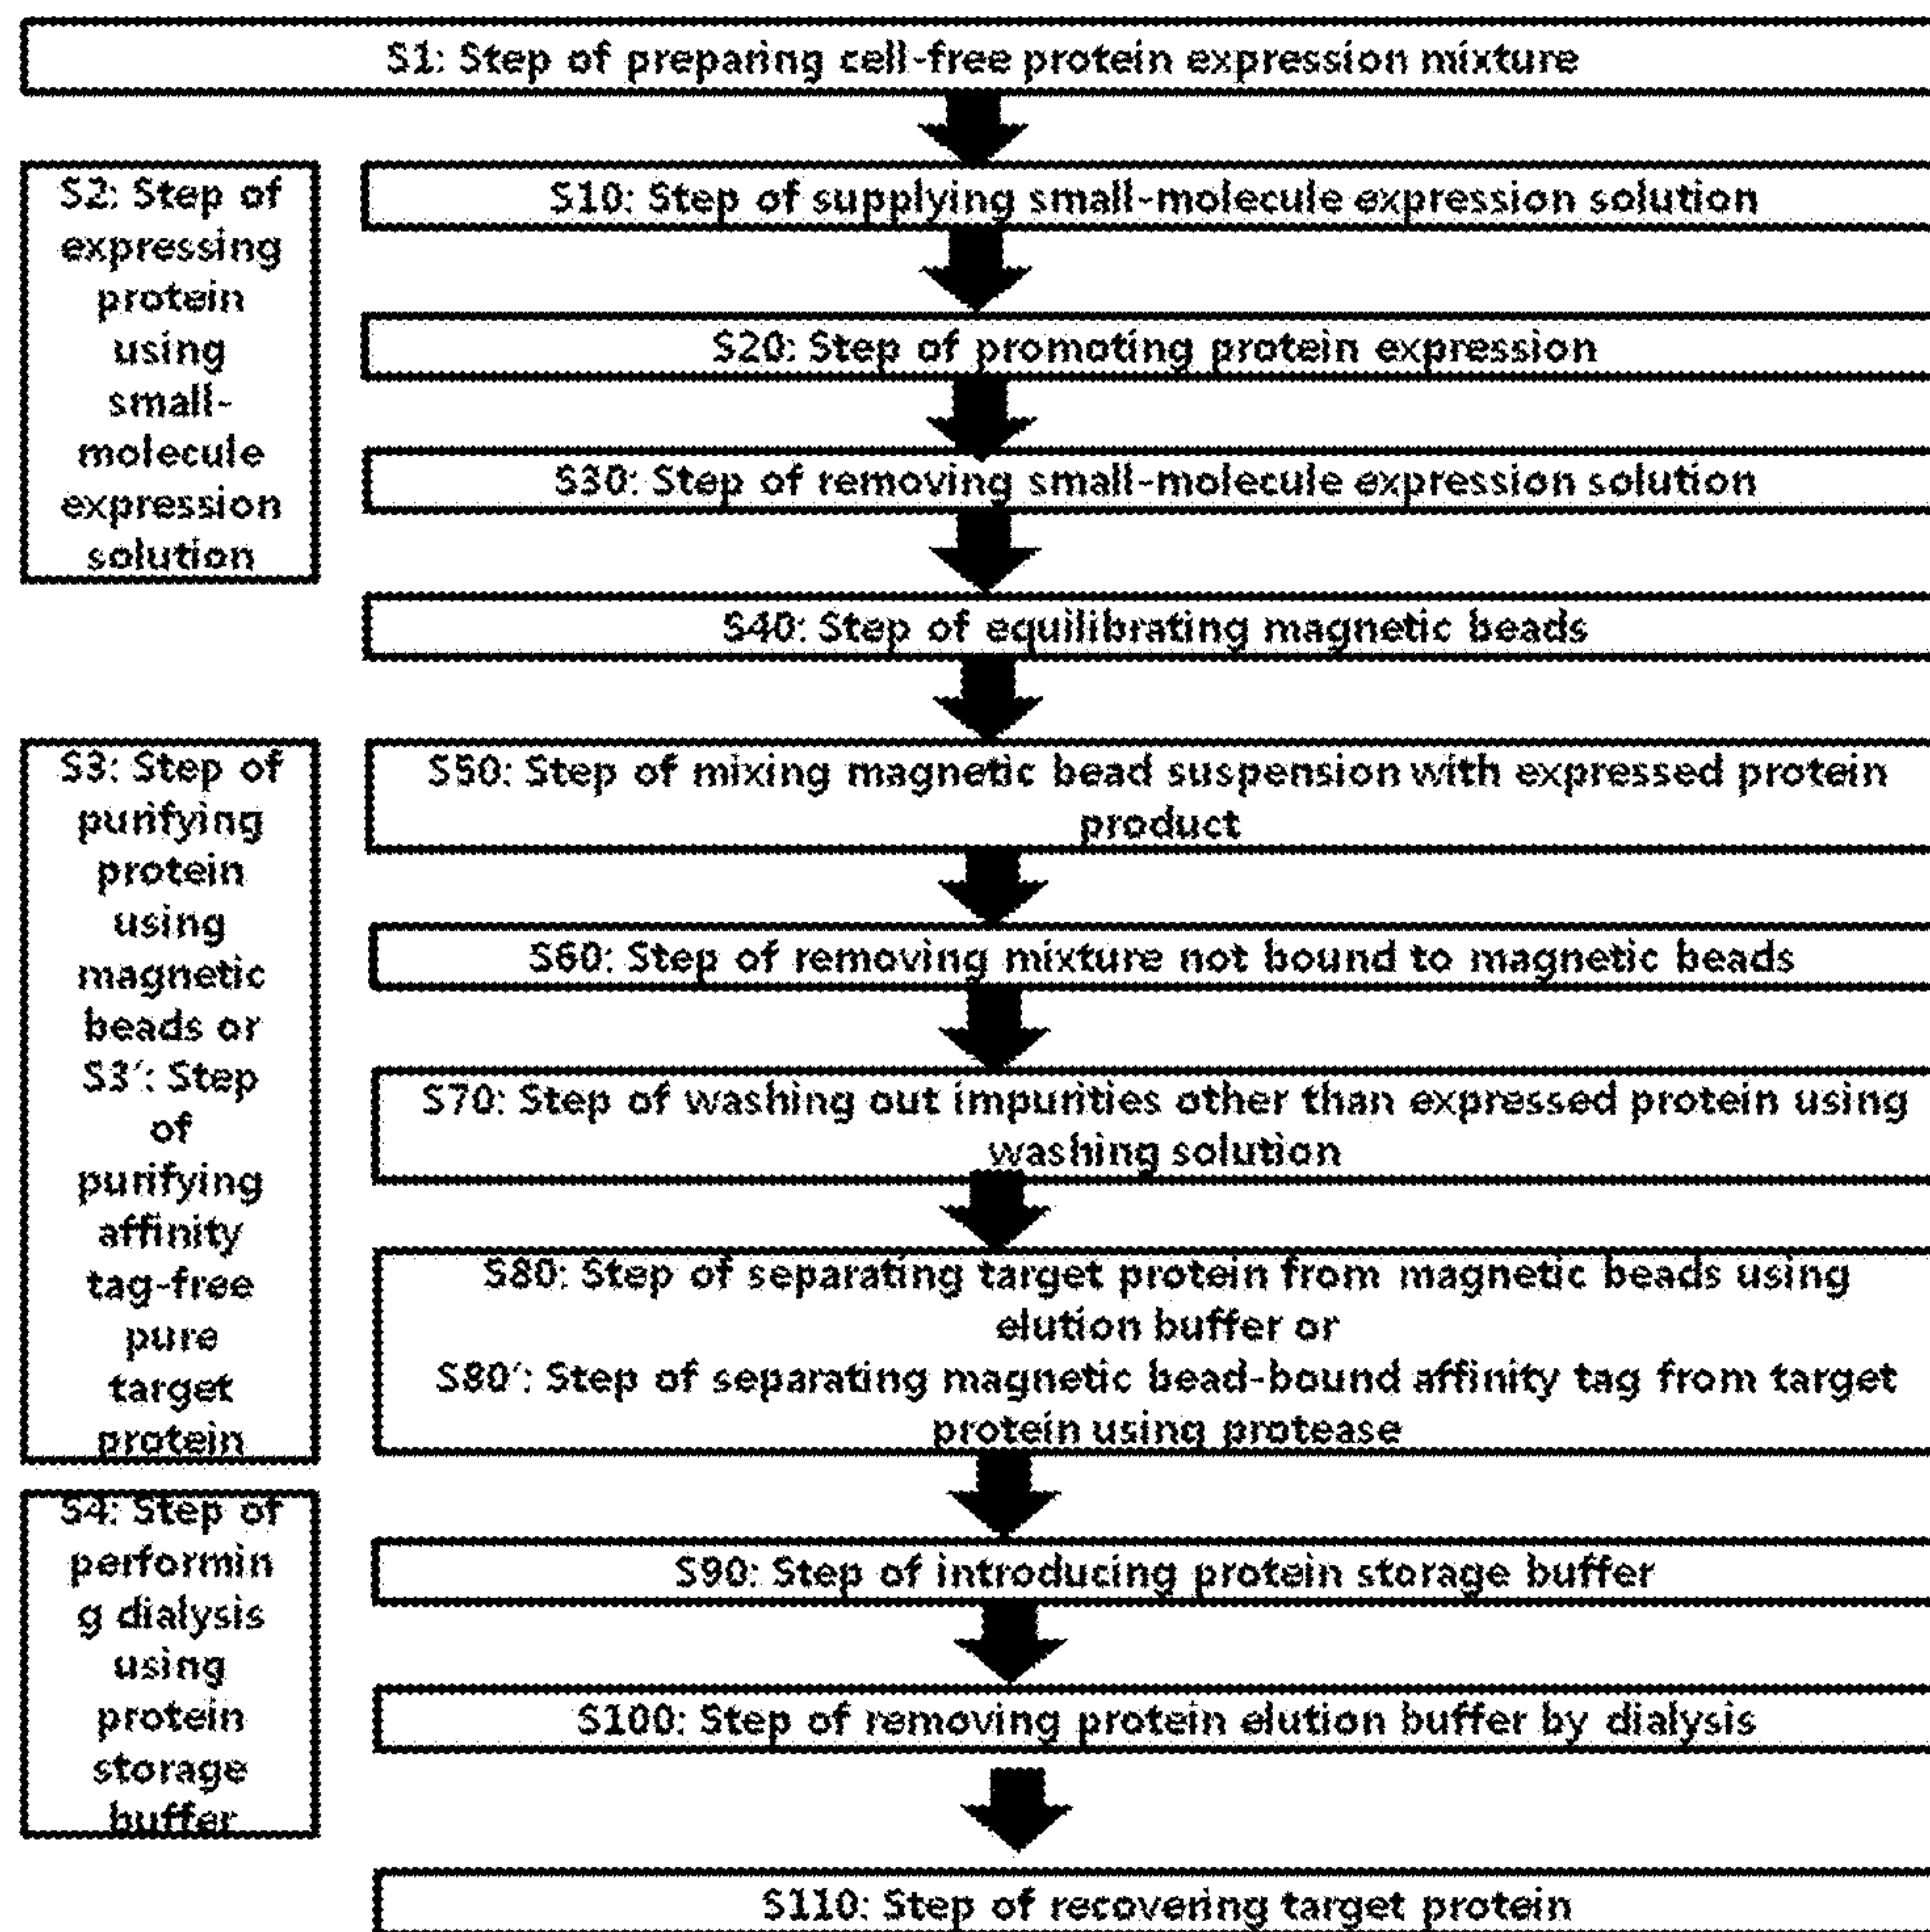 S1: Step of preparing cell-free protein expression mixture
S2: Step of
expressing
protein
using
small-
molecule
expression
solution
S10: Step of supplying small-molecule expression solution
S20: Step of promoting protein expression
S30: Step of removing small-molecule expression solution
S40: Step of equilibrating magnetic beads
S3: Step of
purifying
protein
using
magnetic
beads or
S3′: Step
of
purifying
affinity
tag-free
pure
target
protein
S50: Step of mixing magnetic bead suspension with expressed protein
product
S60: Step of removing mixture not bound to magnetic beads
S70: Step of washing out impurities other than expressed protein using
washing solution
S80: Step of separating target protein from magnetic beads using
elution buffer or
S80′: Step of separating magnetic bead-bound affinity tag from target
protein using protease
S4: Step of
performin
g dialysis
using
protein
storage
buffer
S90: Step of introducing protein storage buffer
S100: Step of removing protein elution buffer by dialysis
S110: Step of recovering target protein